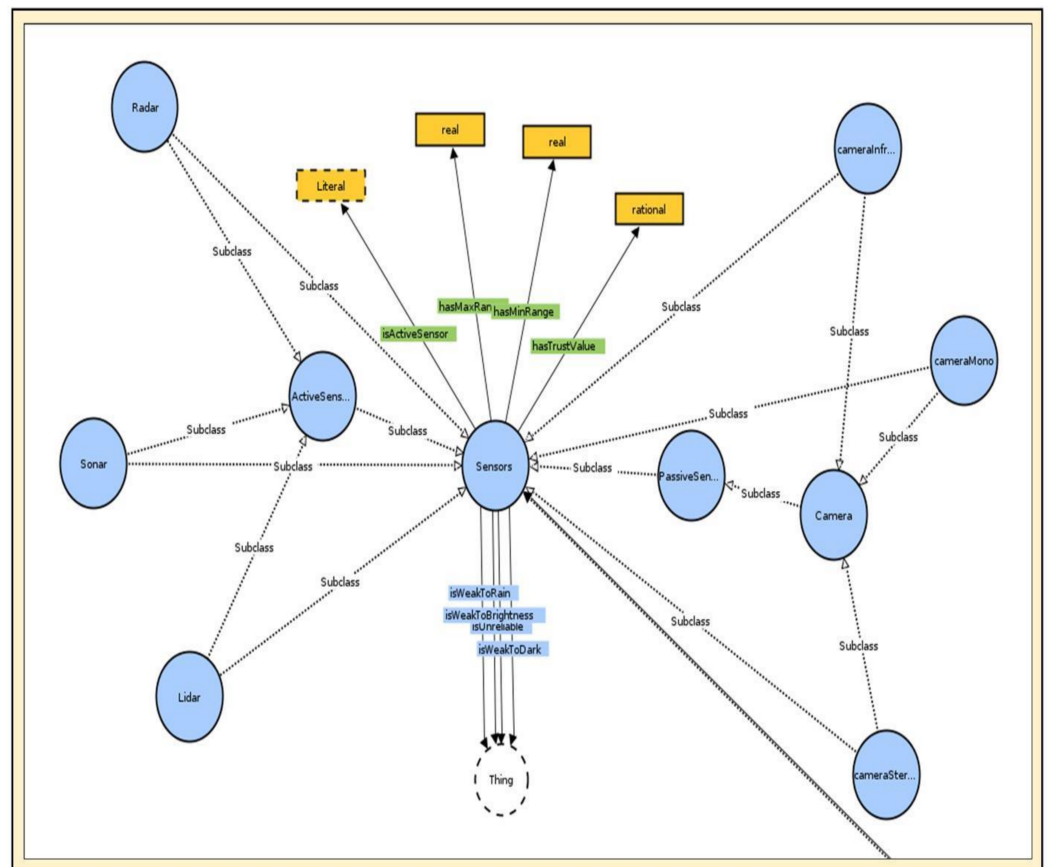 Radar
real
real
cameraInfr...
Literal
rational
Subclass
Subclass
hasMaxRan
hasMinRange
Subclass
isActiveSensor
hasTrustValue
Subclass
cameraMono
ActiveSens...
Subclass
Subclass
Subclass
Subclass
Sonar
Subclass
Sensors
Subclass
PassiveSen...
Subclass
Camera
Subclass
Subclass
isWeakToRain
isWeakToBrightness
isUnreliable
isWeakToDark
Subclass
Subclass
Lidar
Thing
cameraSter...